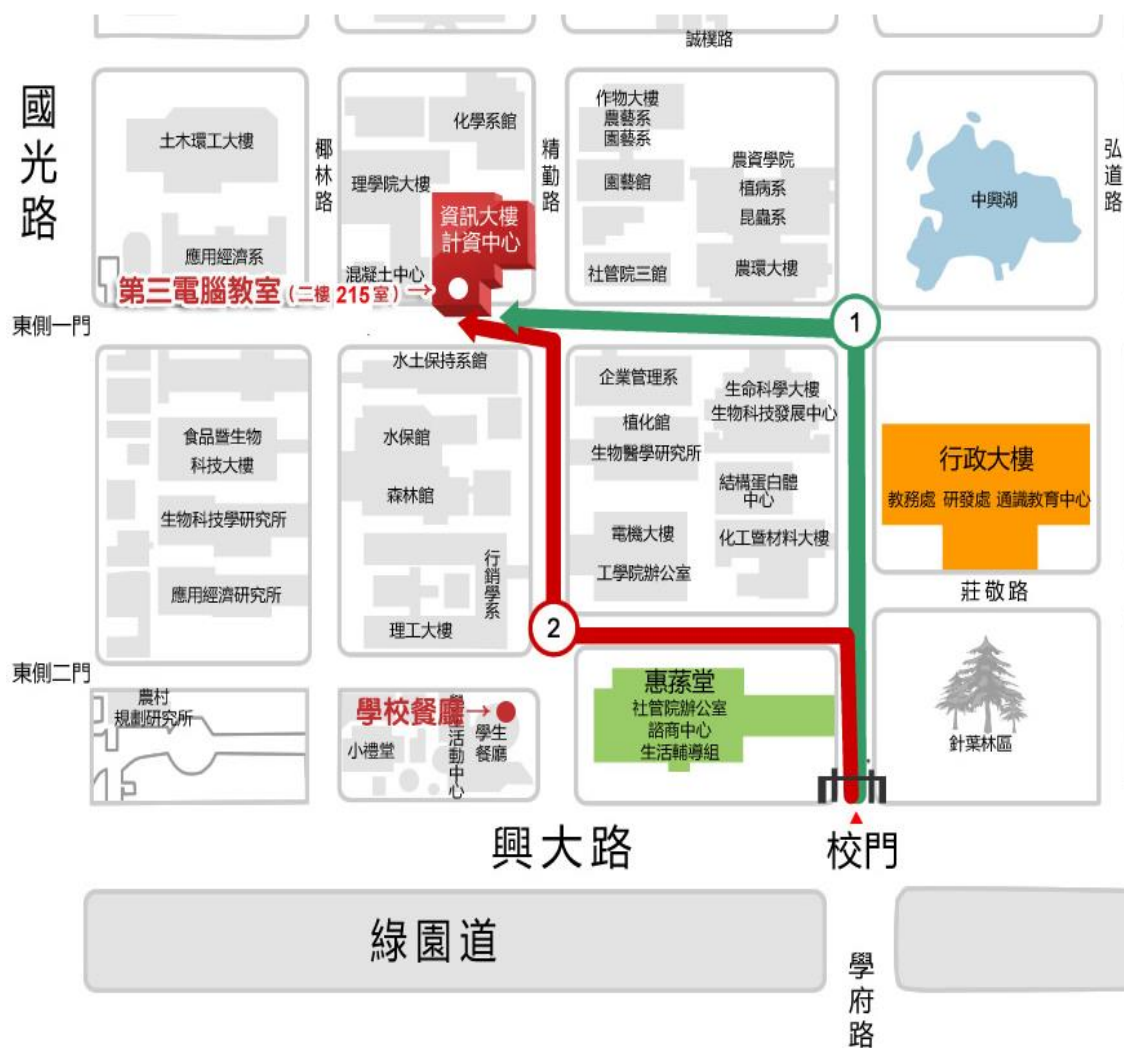 誠樸路
國光路
土木環工大樓
應用經濟系
椰林路
化學系館
理學院大樓
資訊大樓
計資中心
混凝土中心
第三電腦教室（二樓 215 室）→
精勤路
作物大樓
農藝系
園藝系
園藝館
社管院三館
農資學院
植病系
昆蟲系
農環大樓
中興湖
弘道路
東側一門
1
食品暨生物
科技大樓
生物科技學研究所
應用經濟研究所
水土保持系館
水保館
森林館
行銷學系
理工大樓
企業管理系
植化館
生物醫學研究所
電機大樓
工學院辦公室
生命科學大樓
生物科技發展中心
結構蛋白體
中心
化工暨材料大樓
行政大樓
教務處 研發處 通識教育中心
莊敬路
2
東側二門
農村
規劃研究所
學校餐廳→
小禮堂
學生活動中心
學生
餐廳
惠蓀堂
社管院辦公室
諮商中心
生活輔導組
針葉林區
興大路
校門
綠園道
學府路